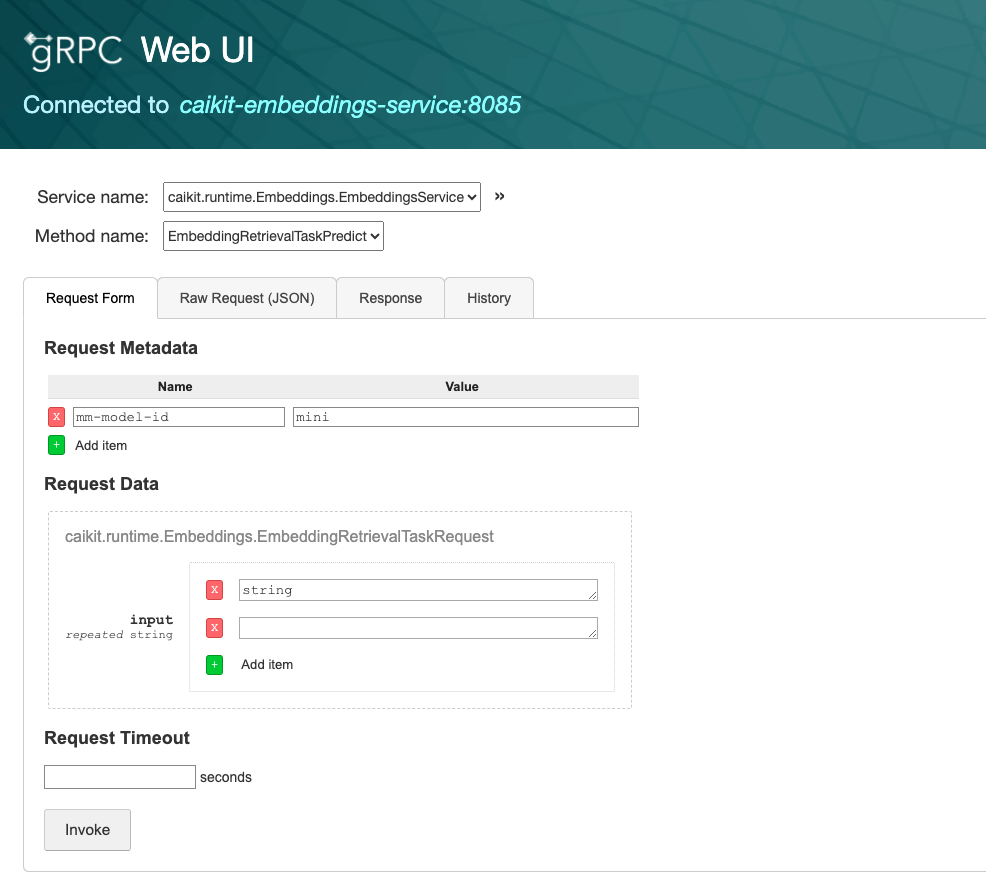 gRPC Web UI
Connected to caikit-embeddings-service:8085
Service name: caikit.runtime.Embeddings.EmbeddingsService »
Method name: EmbeddingRetrievalTaskPredict
Request Form Raw Request (JSON) Response History
Request Metadata
Name Value
X mm-model-id mini
+ Add item
Request Data
caikit.runtime.Embeddings.EmbeddingRetrievalTaskRequest
X string
input
X
repeated string
+ Add item
Request Timeout
seconds
Invoke